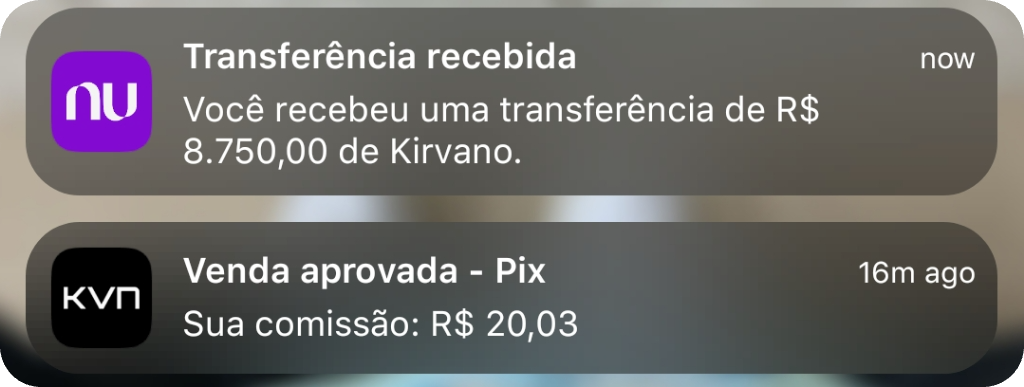 nu
Transferência recebida
now
Você recebeu uma transferência de R$
8.750,00 de Kirvano.
KVN
Venda aprovada - Pix
16m ago
Sua comissão: R$ 20,03